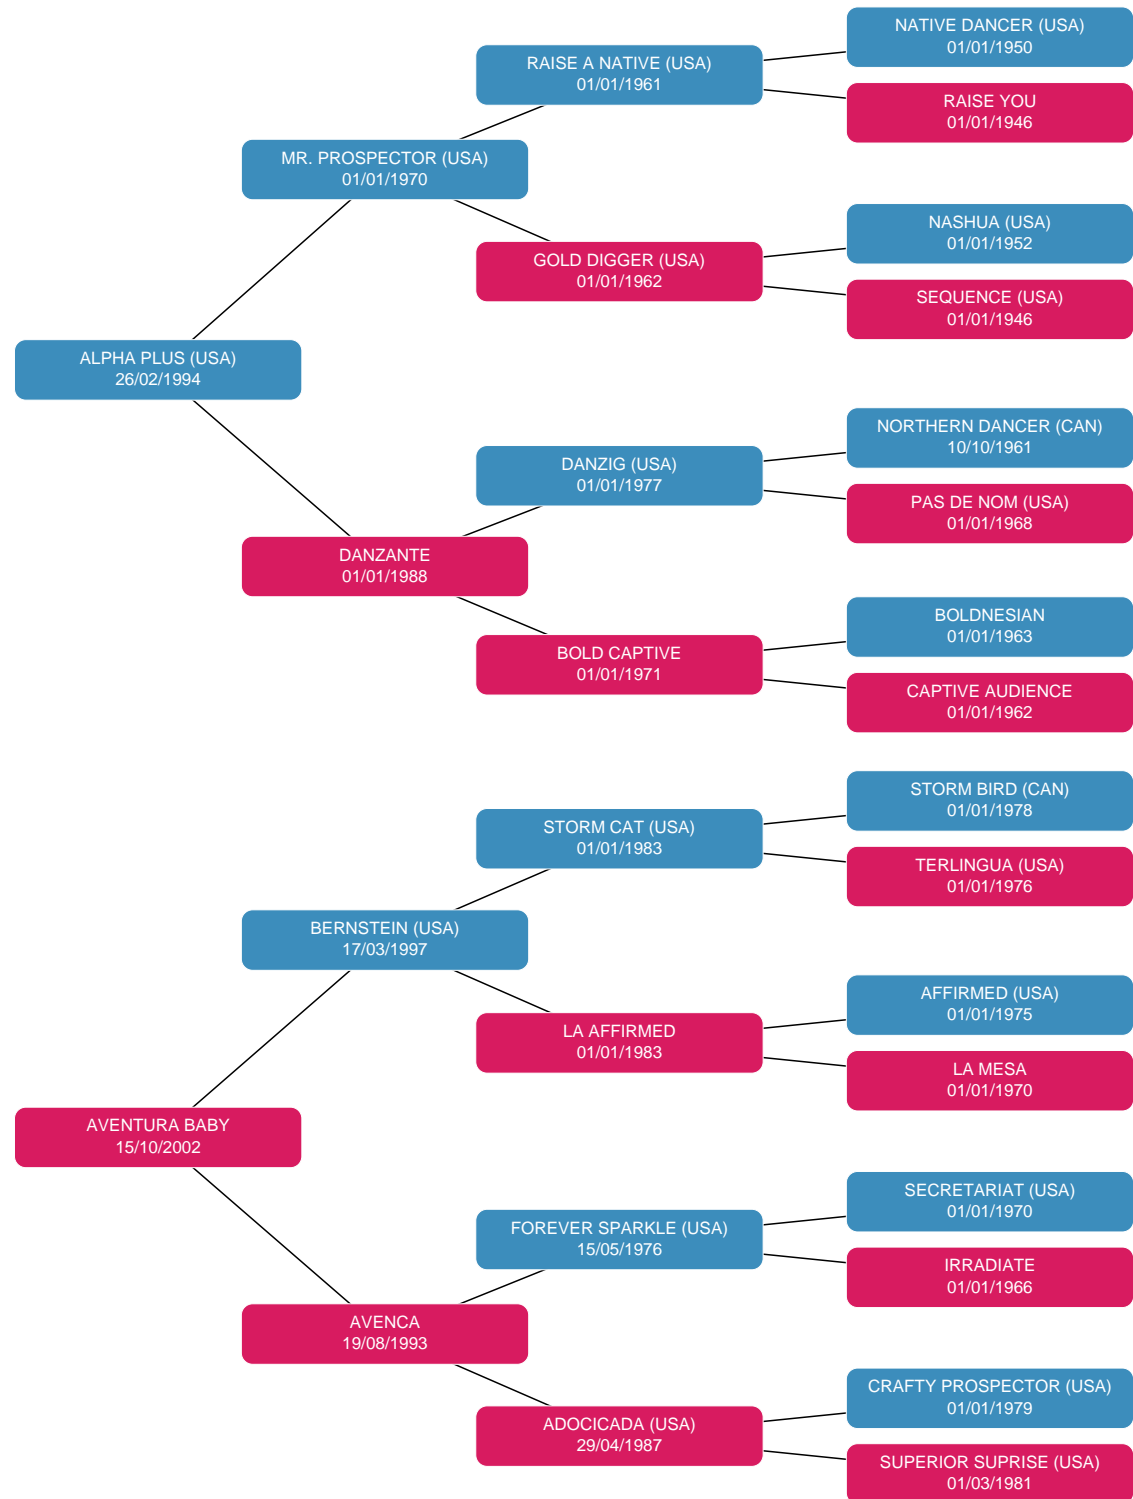 NATIVE DANCER (USA)
01/01/1950
RAISE A NATIVE (USA)
01/01/1961
RAISE YOU
01/01/1946
MR. PROSPECTOR (USA)
01/01/1970
NASHUA (USA)
01/01/1952
GOLD DIGGER (USA)
01/01/1962
SEQUENCE (USA)
01/01/1946
ALPHA PLUS (USA)
26/02/1994
NORTHERN DANCER (CAN)
10/10/1961
DANZIG (USA)
01/01/1977
PAS DE NOM (USA)
01/01/1968
DANZANTE
01/01/1988
BOLDNESIAN
01/01/1963
BOLD CAPTIVE
01/01/1971
CAPTIVE AUDIENCE
01/01/1962
STORM BIRD (CAN)
01/01/1978
STORM CAT (USA)
01/01/1983
TERLINGUA (USA)
01/01/1976
BERNSTEIN (USA)
17/03/1997
AFFIRMED (USA)
01/01/1975
LA AFFIRMED
01/01/1983
LA MESA
01/01/1970
AVENTURA BABY
15/10/2002
SECRETARIAT (USA)
01/01/1970
FOREVER SPARKLE (USA)
15/05/1976
IRRADIATE
01/01/1966
AVENCA
19/08/1993
CRAFTY PROSPECTOR (USA)
01/01/1979
ADOCICADA (USA)
29/04/1987
SUPERIOR SUPRISE (USA)
01/03/1981